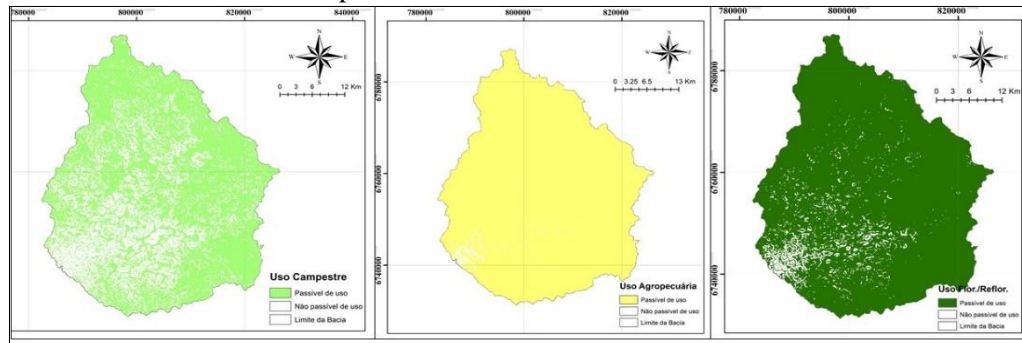 780000 800000 820000 840000
N
W E
S
0 3 6 12 Km
Uso Campestre
Passível de uso
Não passível de uso
Limite da Bacia
780000 800000 820000
6780000
6760000
6740000
N
W E
S
0 3.25 6.5 13 Km
Uso Agropecuária
Passível de uso
Não passível de uso
Limite da Bacia
780000 800000 820000
6780000
6760000
6740000
N
W E
S
0 3 6 12 Km
Uso Flor./Reflor.
Passível de uso
Não passível de uso
Limite da Bacia